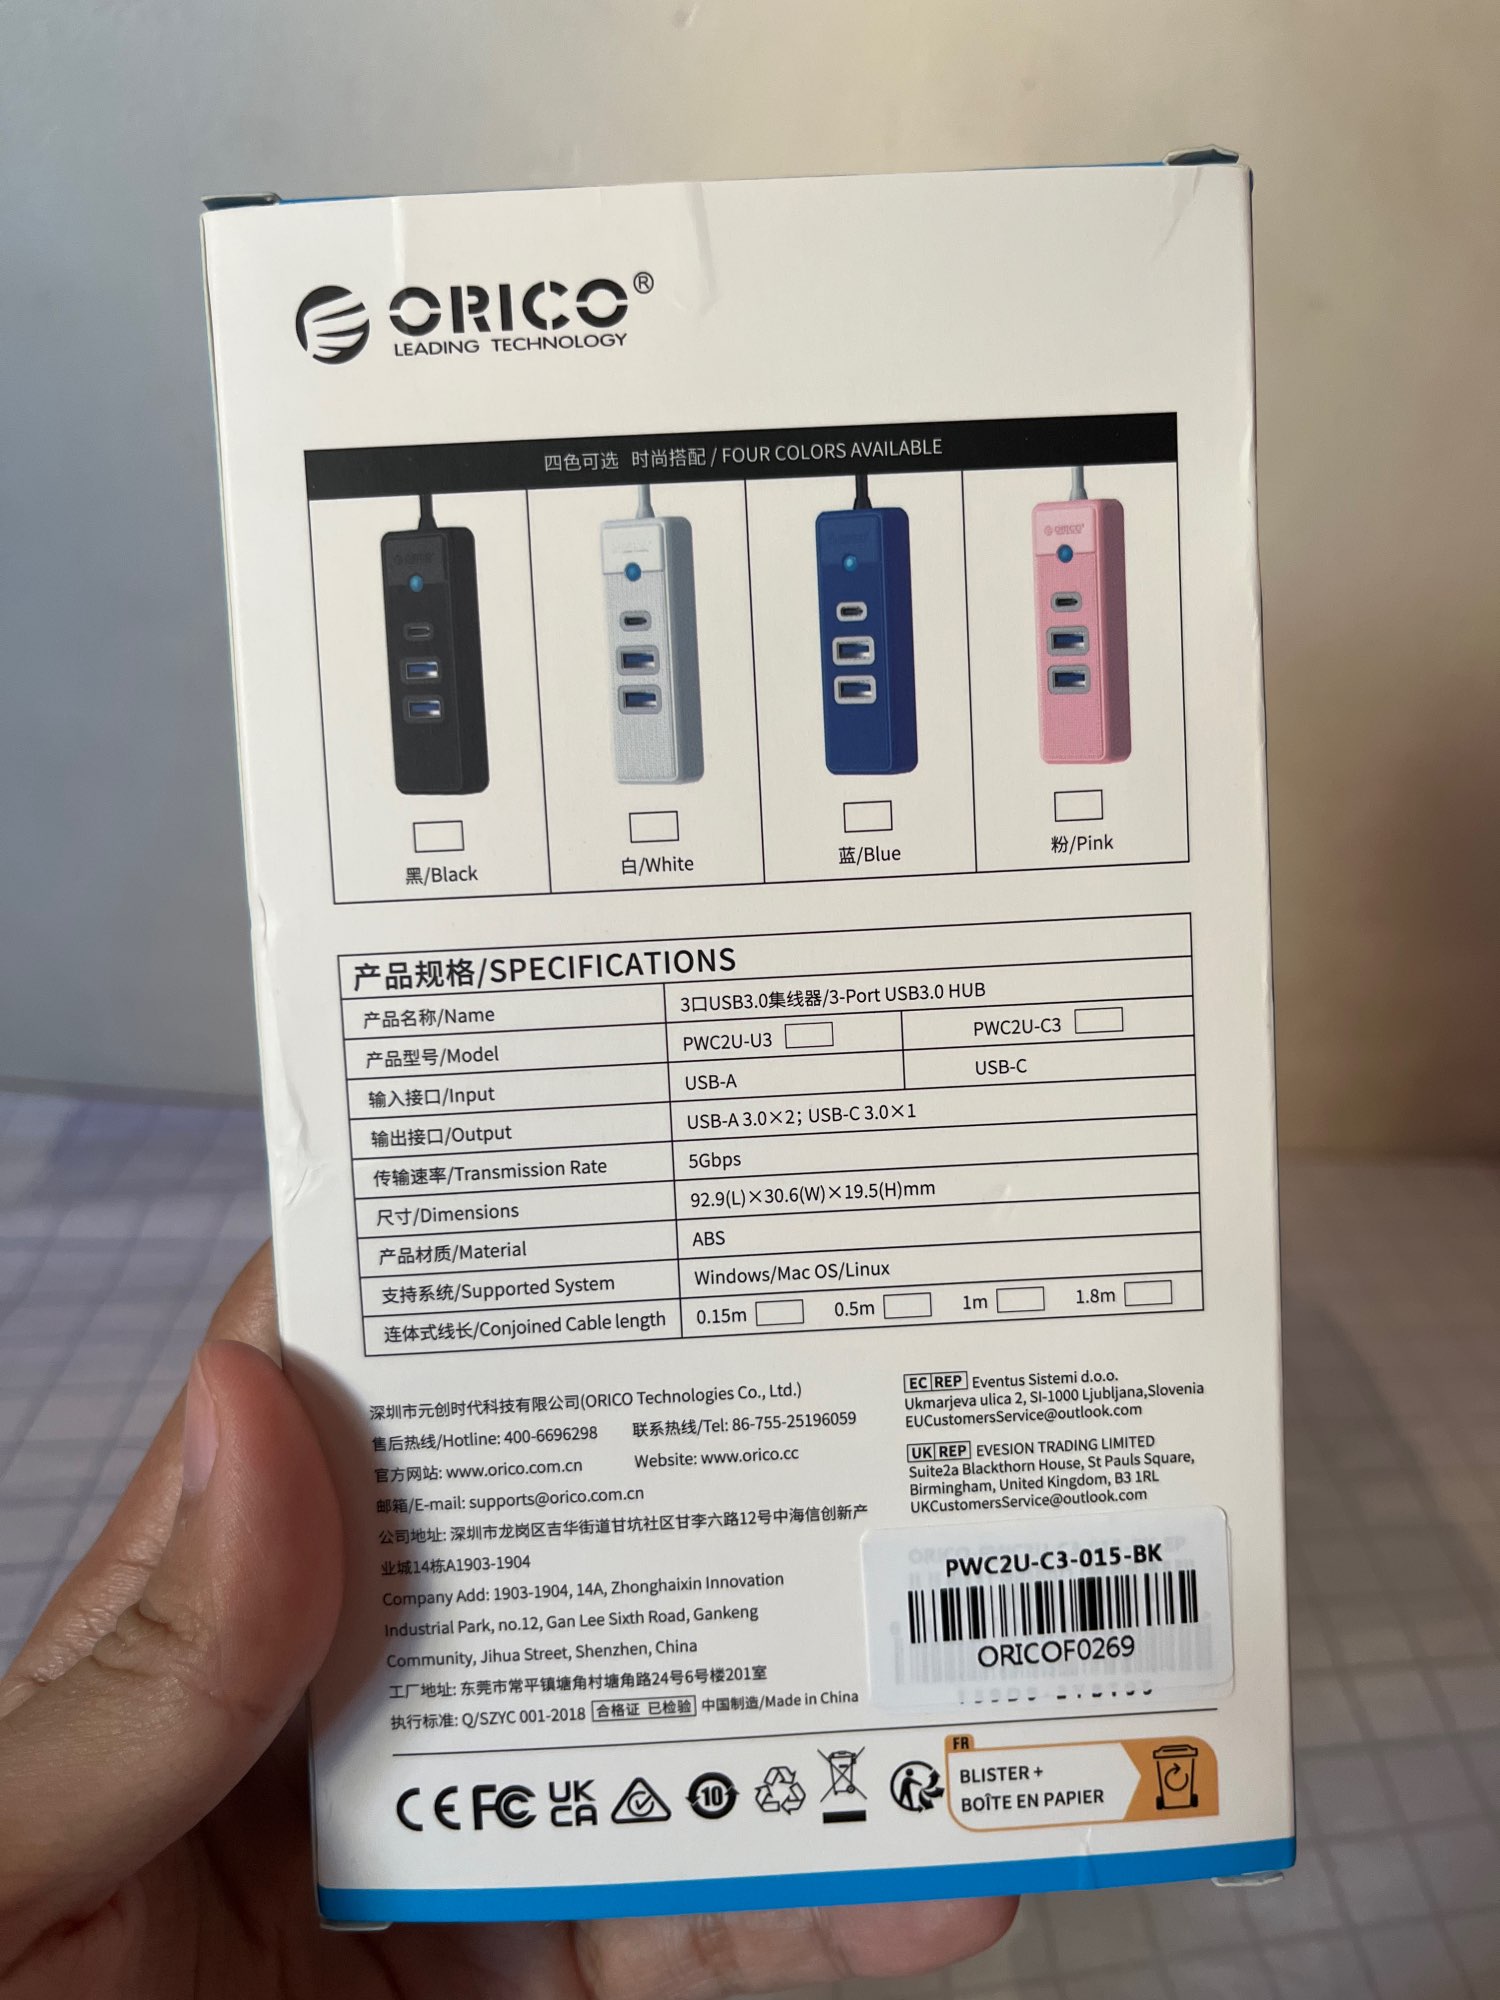 ORICO®
LEADING TECHNOLOGY
四色可选 时尚搭配 / FOUR COLORS AVAILABLE
ORICO
黑/Black
白/White
蓝/Blue
粉/Pink
产品规格/SPECIFICATIONS
产品名称/Name 3口USB3.0集线器/3-Port USB3.0 HUB
产品型号/Model PWC2U-U3 PWC2U-C3
输入接口/Input USB-A USB-C
输出接口/Output USB-A 3.0×2; USB-C 3.0×1
传输速率/Transmission Rate 5Gbps
尺寸/Dimensions 92.9(L)×30.6(W)×19.5(H)mm
产品材质/Material ABS
支持系统/Supported System Windows/Mac OS/Linux
连体式线长/Conjoined Cable length 0.15m 0.5m 1m 1.8m
深圳市元创时代科技有限公司(ORICO Technologies Co., Ltd.)
售后热线/Hotline: 400-6696298 联系热线/Tel: 86-755-25196059
官方网站: www.orico.com.cn Website: www.orico.cc
邮箱/E-mail: supports@orico.com.cn
公司地址: 深圳市龙岗区吉华街道甘坑社区甘李六路12号中海信创新产
业城14栋A1903-1904
Company Add: 1903-1904, 14A, Zhonghaixin Innovation
Industrial Park, no.12, Gan Lee Sixth Road, Gankeng
Community, Jihua Street, Shenzhen, China
工厂地址: 东莞市常平镇塘角村塘角路24号6号楼201室
执行标准: Q/SZYC 001-2018 合格证 已检验 中国制造/Made in China
EC REP Eventus Sistemi d.o.o.
Ukmarjeva ulica 2, SI-1000 Ljubljana,Slovenia
EUCustomersService@outlook.com
UK REP EVESION TRADING LIMITED
Suite2a Blackthorn House, St Pauls Square,
Birmingham, United Kingdom, B3 1RL
UKCustomersService@outlook.com
PWC2U-C3-015-BK
ORICOF0269
CE FC UK
CA 10
FR
BLISTER +
BOÎTE EN PAPIER